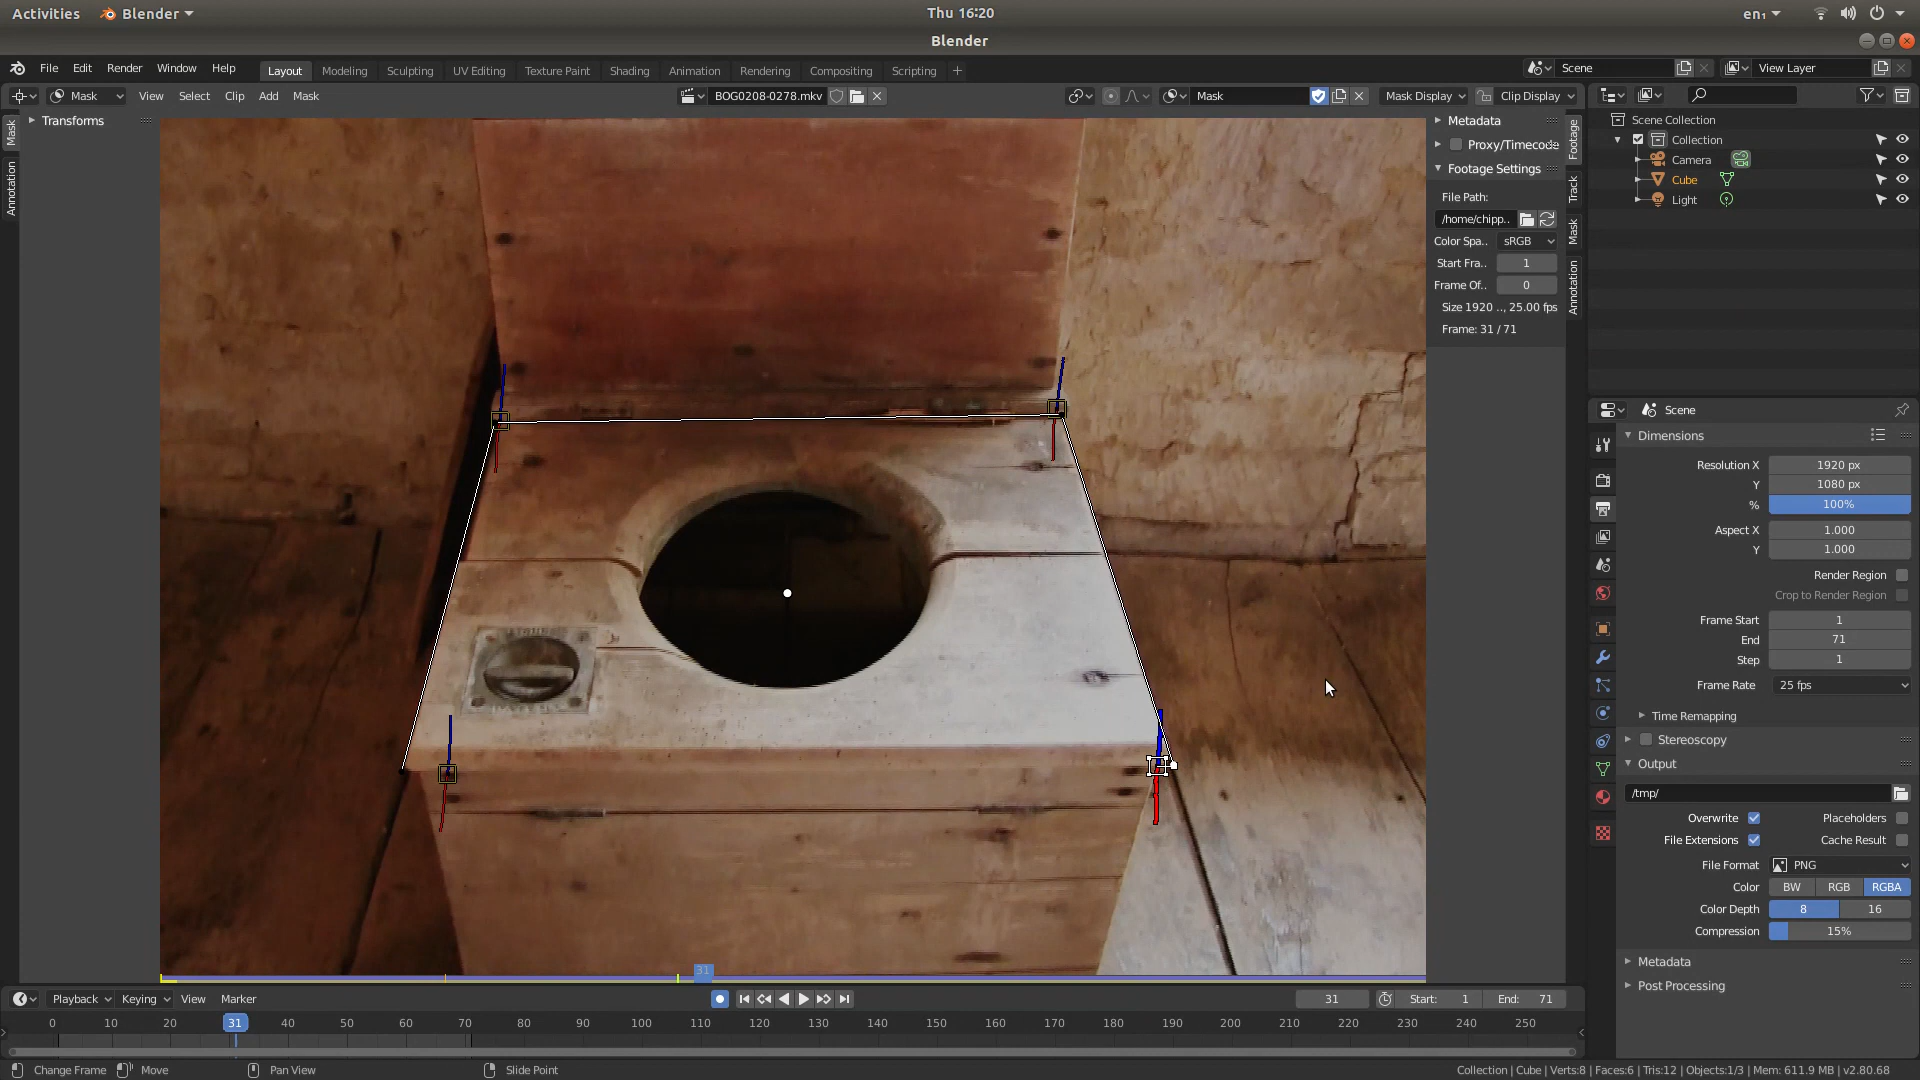 Activities Blender Thu 16:20 en₁
Blender
File Edit Render Window Help Layout Modeling Sculpting UV Editing Texture Paint Shading Animation Rendering Compositing Scripting + Scene View Layer
Mask View Select Clip Add Mask BOG0208-0278.mkv Mask Mask Display Clip Display
Mask
Annotation
Transforms
Metadata
Proxy/Timecode
Footage Settings
File Path:
/home/chipp..
Color Spa.. sRGB
Start Fra.. 1
Frame Of.. 0
Size 1920 .., 25.00 fps
Frame: 31 / 71
Footage
Track
Mask
Annotation
Scene Collection
Collection
Camera
Cube
Light
Scene
Dimensions
Resolution X 1920 px
Y 1080 px
% 100%
Aspect X 1.000
Y 1.000
Render Region
Crop to Render Region
Frame Start 1
End 71
Step 1
Frame Rate 25 fps
Time Remapping
Stereoscopy
Output
/tmp/
Overwrite Placeholders
File Extensions Cache Result
File Format PNG
Color BW RGB RGBA
Color Depth 8 16
Compression 15%
Metadata
Post Processing
31
Playback Keying View Marker 31 Start: 1 End: 71
0 10 20 31 40 50 60 70 80 90 100 110 120 130 140 150 160 170 180 190 200 210 220 230 240 250
Change Frame Move Pan View Slide Point Collection | Cube | Verts:8 | Faces:6 | Tris:12 | Objects:1/3 | Mem: 611.9 MB | v2.80.68